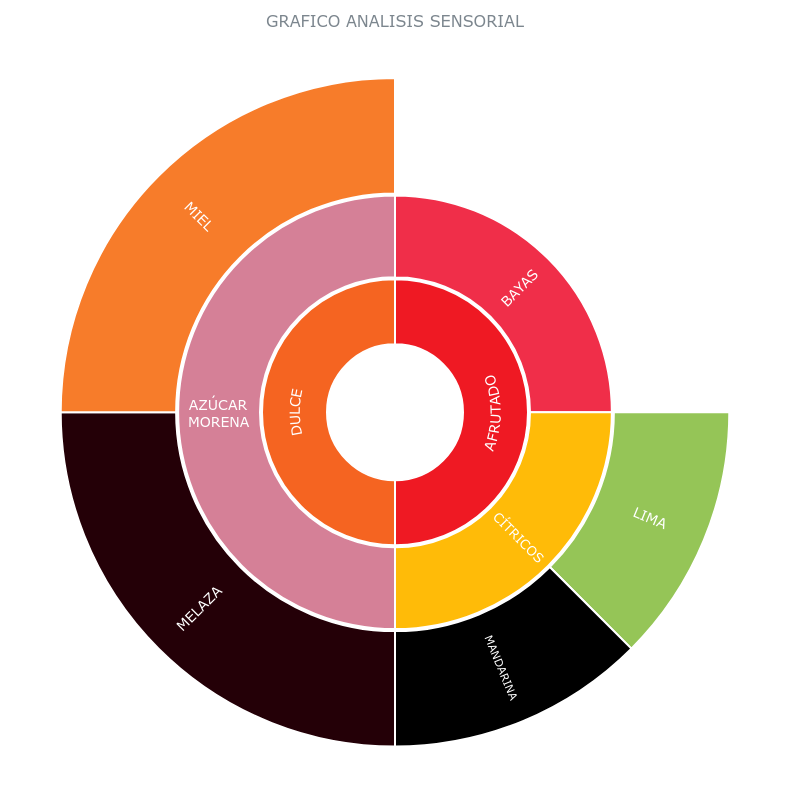 GRAFICO ANALISIS SENSORIAL
MIEL
BAYAS
AZÚCAR
MORENA
DULCE
AFRUTADO
CÍTRICOS
LIMA
MELAZA
MANDARINA